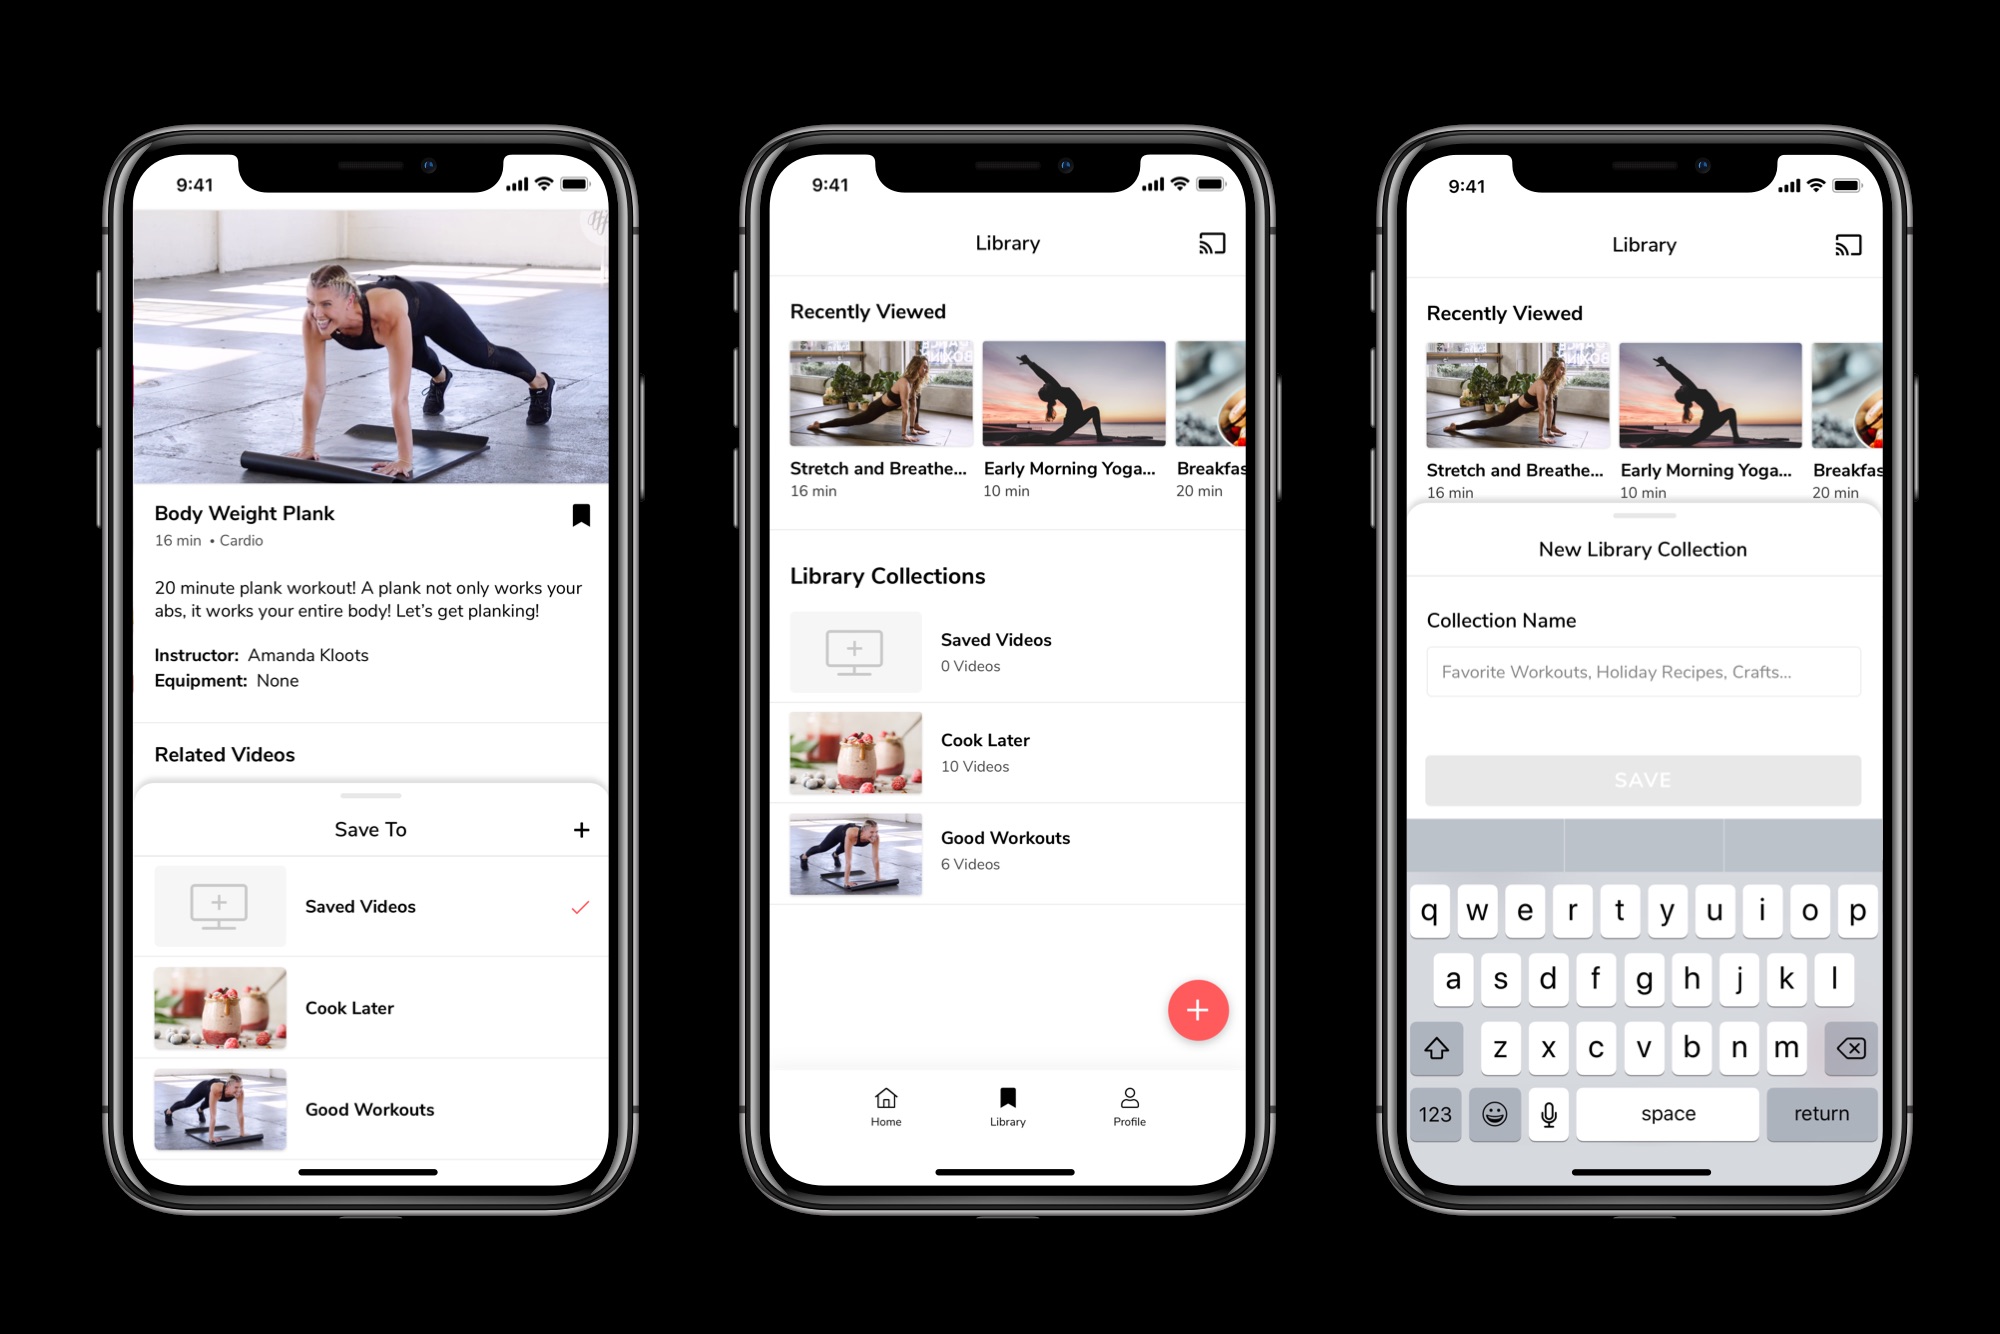 9:41
Body Weight Plank
16 min • Cardio
20 minute plank workout! A plank not only works your
abs, it works your entire body! Let's get planking!
Instructor: Amanda Kloots
Equipment: None
Related Videos
Save To
Saved Videos
Cook Later
Good Workouts
9:41
Library
Recently Viewed
Stretch and Breathe...
16 min
Early Morning Yoga...
10 min
Breakfas
20 min
Library Collections
Saved Videos
0 Videos
Cook Later
10 Videos
Good Workouts
6 Videos
Home
Library
Profile
9:41
Library
Recently Viewed
Stretch and Breathe...
16 min
Early Morning Yoga...
10 min
Breakfas
20 min
New Library Collection
Collection Name
Favorite Workouts, Holiday Recipes, Crafts...
SAVE
q w e r t y u i o p
a s d f g h j k l
z x c v b n m
123 space return